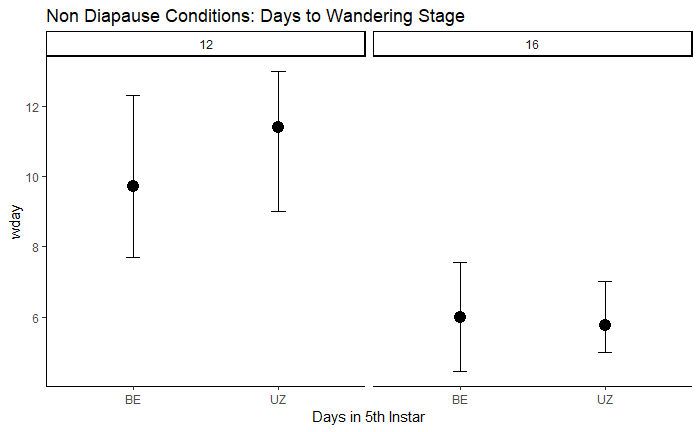 Non Diapause Conditions: Days to Wandering Stage
12
16
wday
12
10
8
6
BE
UZ
BE
UZ
Days in 5th Instar